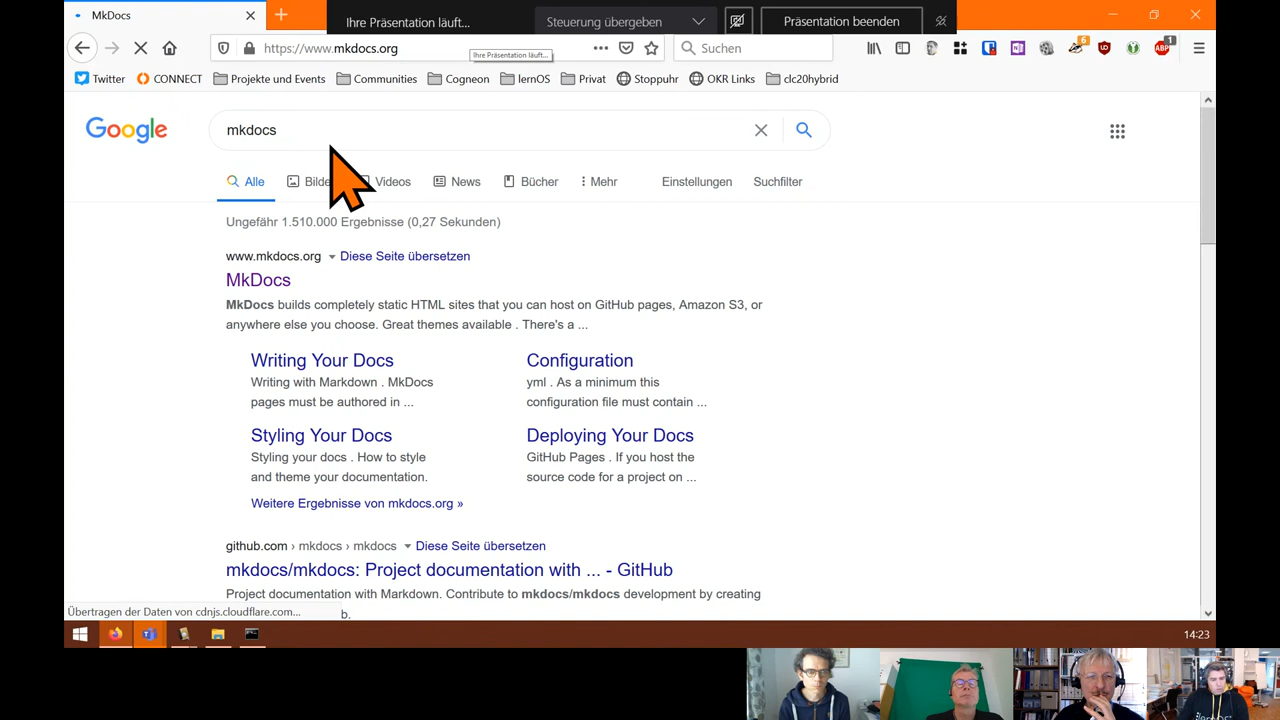 MkDocs
Ihre Präsentation läuft...
Steuerung übergeben
Präsentation beenden
https://www.mkdocs.org
Ihre Präsentation läuft...
Suchen
6
1
ABP
Twitter
CONNECT
Projekte und Events
Communities
Cogneon
lernOS
Privat
Stoppuhr
OKR Links
clc20hybrid
Google
mkdocs
Alle
Bilde
Videos
News
Bücher
Mehr
Einstellungen
Suchfilter
Ungefähr 1.510.000 Ergebnisse (0,27 Sekunden)
www.mkdocs.org
Diese Seite übersetzen
MkDocs
MkDocs builds completely static HTML sites that you can host on GitHub pages, Amazon S3, or
anywhere else you choose. Great themes available . There's a ...
Writing Your Docs
Writing with Markdown . MkDocs
pages must be authored in ...
Configuration
yml . As a minimum this
configuration file must contain ...
Styling Your Docs
Styling your docs . How to style
and theme your documentation.
Deploying Your Docs
GitHub Pages . If you host the
source code for a project on ...
Weitere Ergebnisse von mkdocs.org »
github.com › mkdocs › mkdocs
Diese Seite übersetzen
mkdocs/mkdocs: Project documentation with ... - GitHub
Project documentation with Markdown. Contribute to mkdocs/mkdocs development by creating
b.
Übertragen der Daten von cdnjs.cloudflare.com...
14:23